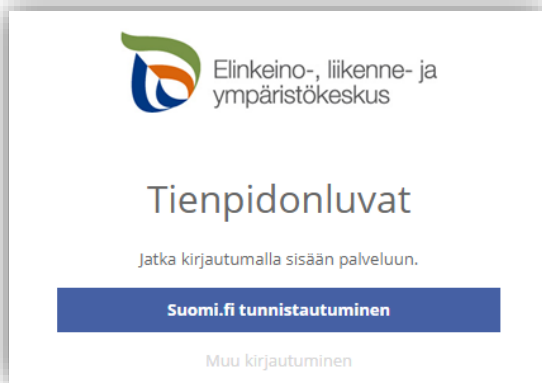 Elinkeino-, liikenne- ja
ympäristökeskus
Tienpidonluvat
Jatka kirjautumalla sisään palveluun.
Suomi.fi tunnistautuminen
Muu kirjautuminen